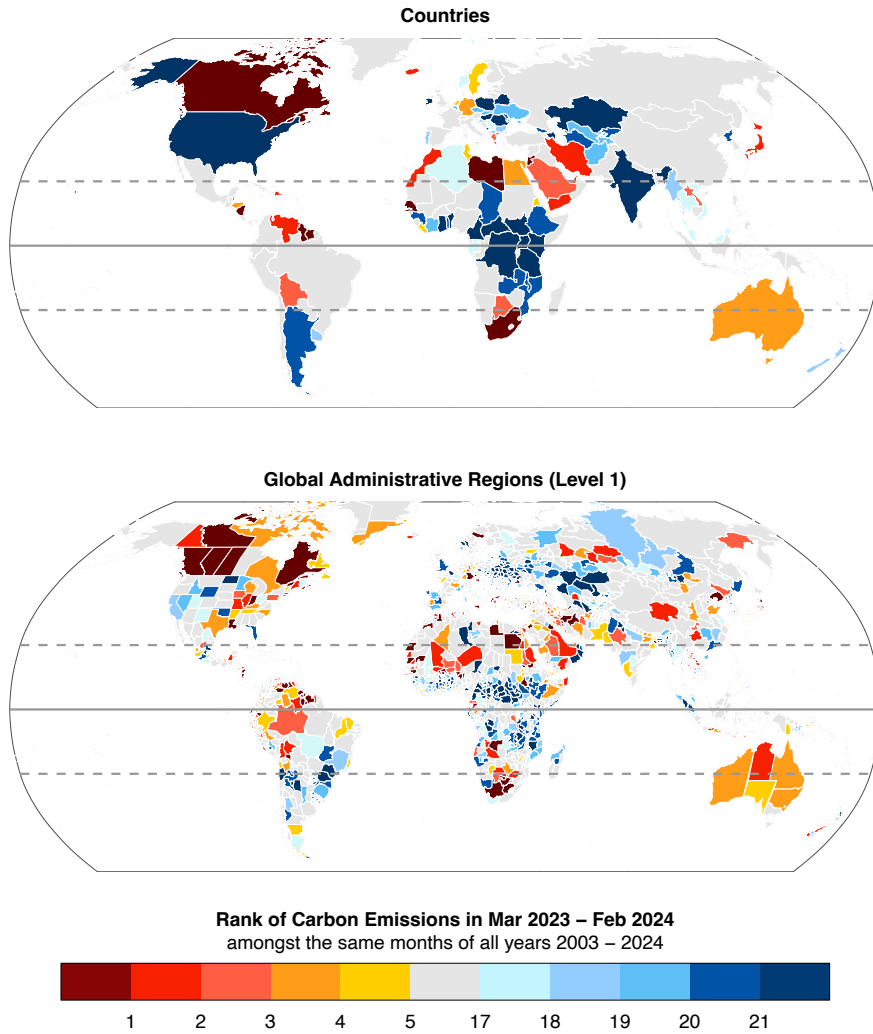 Countries
Global Administrative Regions (Level 1)
Rank of Carbon Emissions in Mar 2023 – Feb 2024
amongst the same months of all years 2003 – 2024
1 2 3 4 5 17 18 19 20 21